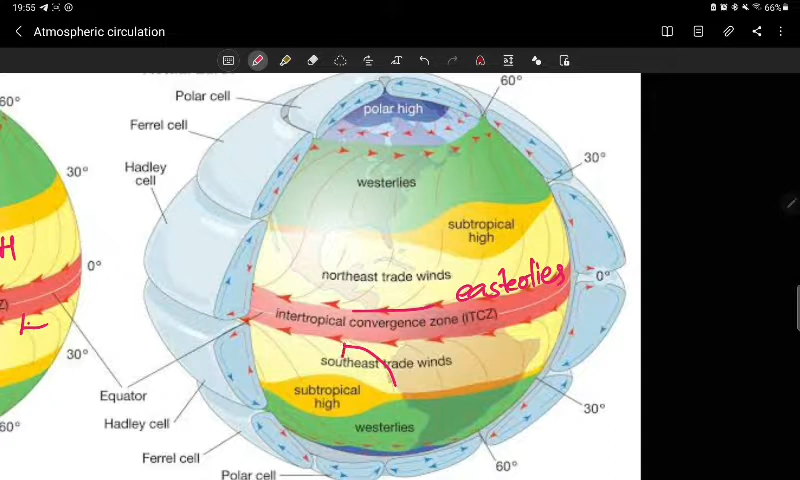 19:55
66%
Atmospheric circulation
60°
Polar cell
polar high
60°
Ferrel cell
30°
Hadley
cell
30°
westerlies
subtropical
high
H
0°
northeast trade winds
easterlies
0°
intertropical convergence zone (ITCZ)
Z)
L
30°
southeast trade winds
Equator
subtropical
high
30°
Hadley cell
westerlies
60°
Ferrel cell
60°
Polar cell